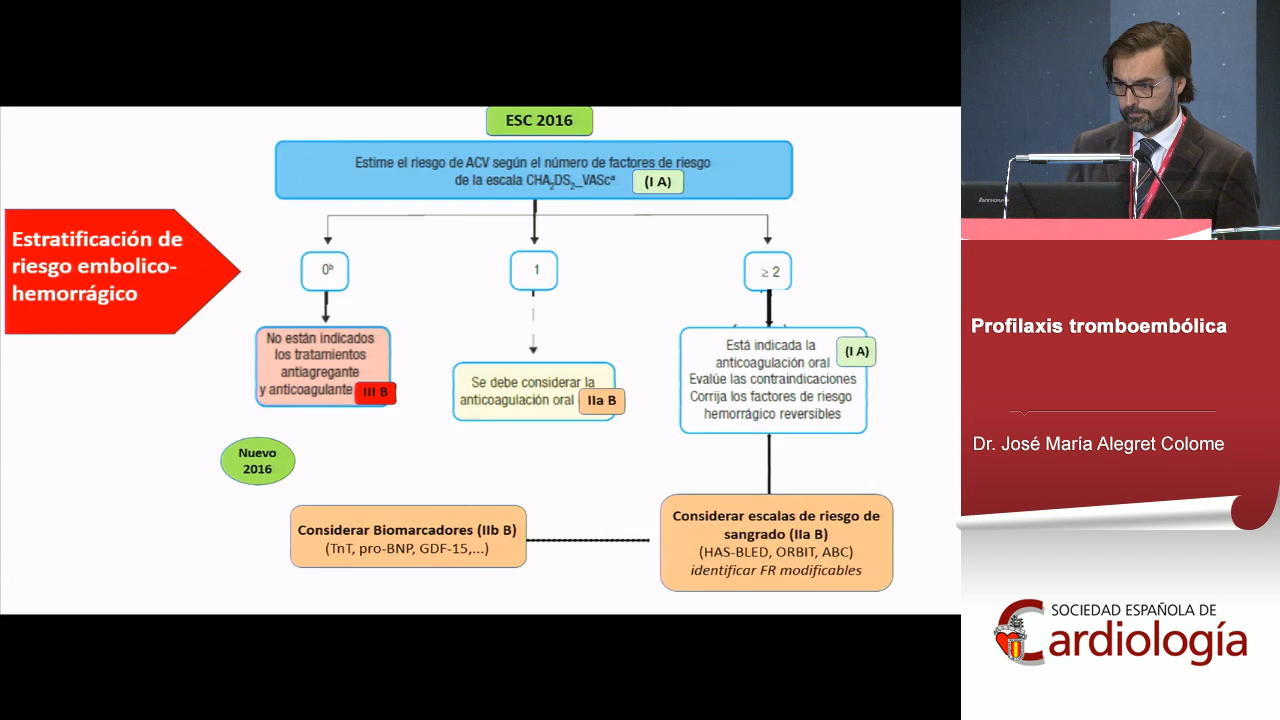 ESC 2016
Estime el riesgo de ACV según el número de factores de riesgo
de la escala CHA₂DS₂_VAScª
(I A)
Estratificación de
riesgo embolico-
hemorrágico
0ᵇ
1
≥ 2
No están indicados
los tratamientos
antiagregante
y anticoagulante
III B
Se debe considerar la
anticoagulación oral
IIa B
Está indicada la
anticoagulación oral
(I A)
Evalúe las contraindicaciones
Corrija los factores de riesgo
hemorrágico reversibles
Nuevo
2016
Considerar Biomarcadores (IIb B)
(TnT, pro-BNP, GDF-15,...)
Considerar escalas de riesgo de
sangrado (IIa B)
(HAS-BLED, ORBIT, ABC)
identificar FR modificables
lenovo
Profilaxis tromboembólica
Dr. José María Alegret Colome
SOCIEDAD ESPAÑOLA DE
Cardiología